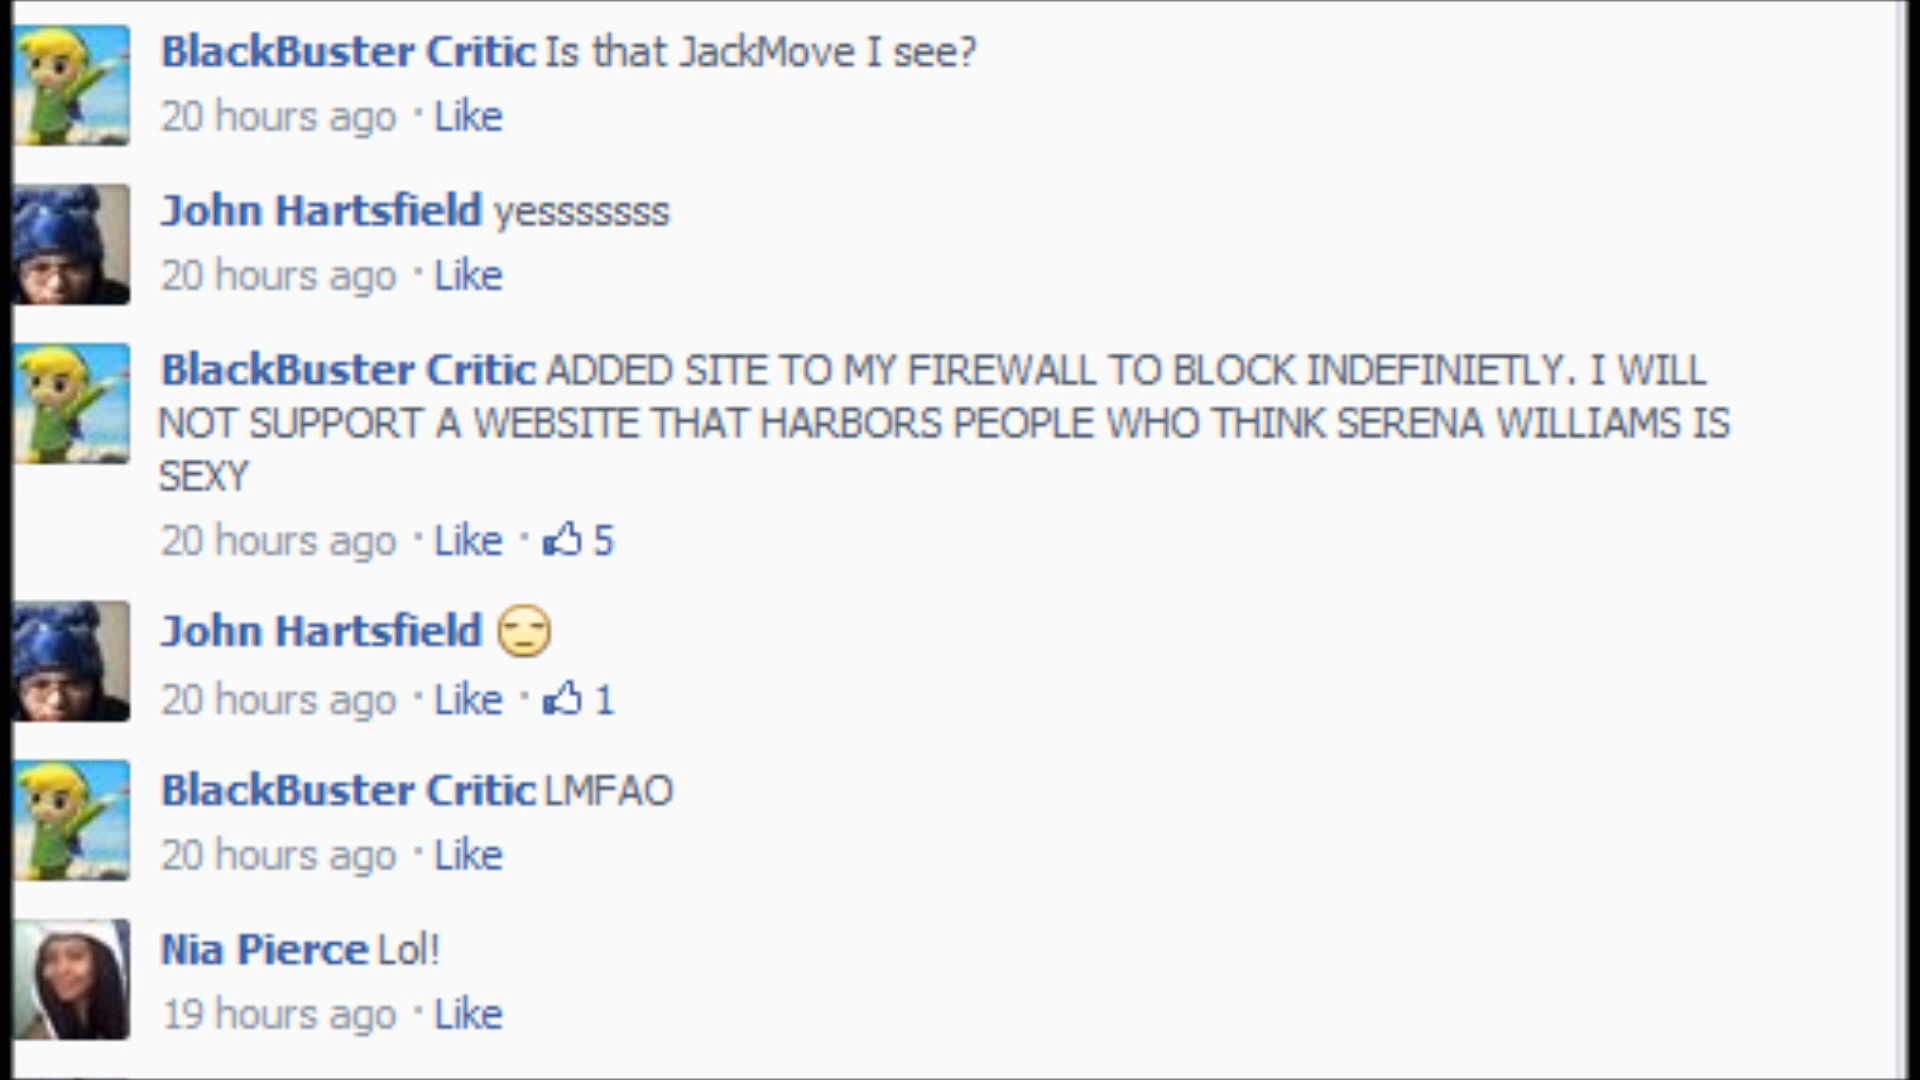 BlackBuster Critic Is that JackMove I see?
20 hours ago · Like
John Hartsfield yesssssss
20 hours ago · Like
BlackBuster Critic ADDED SITE TO MY FIREWALL TO BLOCK INDEFINIETLY. I WILL
NOT SUPPORT A WEBSITE THAT HARBORS PEOPLE WHO THINK SERENA WILLIAMS IS
SEXY
20 hours ago · Like · 5
John Hartsfield
20 hours ago · Like · 1
BlackBuster Critic LMFAO
20 hours ago · Like
Nia Pierce Lol!
19 hours ago · Like